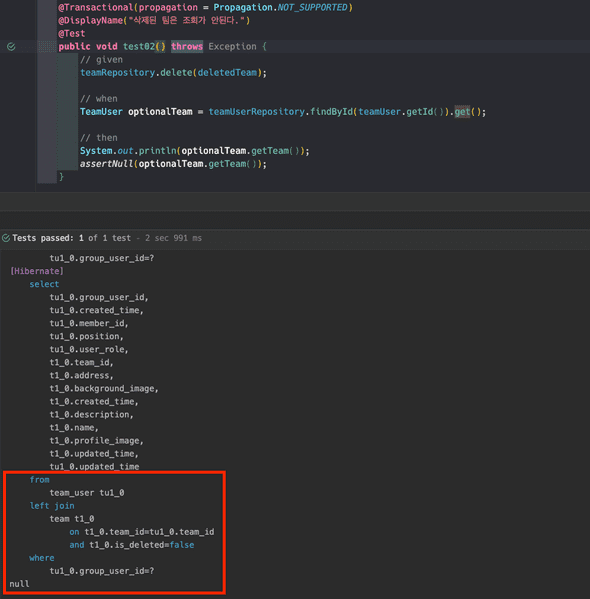 @Transactional(propagation = Propagation.NOT_SUPPORTED)
@DisplayName("삭제된 팀은 조회가 안된다.")
@Test
public void test02() throws Exception {
// given
teamRepository.delete(deletedTeam);
// when
TeamUser optionalTeam = teamUserRepository.findById(teamUser.getId()).get();
// then
System.out.println(optionalTeam.getTeam());
assertNull(optionalTeam.getTeam());
}
Tests passed: 1 of 1 test - 2 sec 991 ms
tu1_0.group_user_id=?
[Hibernate]
select
tu1_0.group_user_id,
tu1_0.created_time,
tu1_0.member_id,
tu1_0.position,
tu1_0.user_role,
t1_0.team_id,
t1_0.address,
t1_0.background_image,
t1_0.created_time,
t1_0.description,
t1_0.name,
t1_0.profile_image,
t1_0.updated_time,
tu1_0.updated_time
from
team_user tu1_0
left join
team t1_0
on t1_0.team_id=tu1_0.team_id
and t1_0.is_deleted=false
where
tu1_0.group_user_id=?
null